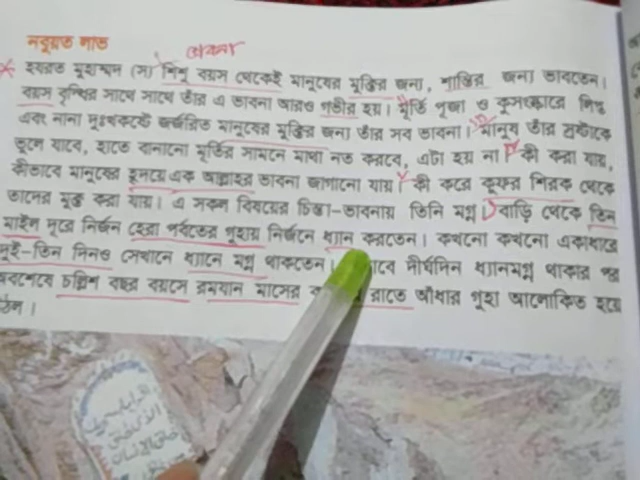 নবুয়ত লাভ
হযরত মুহাম্মদ (স) শিশু বয়স থেকেই মানুষের মুক্তির জন্য, শান্তির জন্য ভাবতেন।
বয়স বৃদ্ধির সাথে সাথে তাঁর এ ভাবনা আরও গভীর হয়। মূর্তি পূজা ও কুসংস্কারে লিপ্ত
এবং নানা দুঃখকষ্টে জর্জরিত মানুষের মুক্তির জন্য তাঁর সব ভাবনা। মানুষ তাঁর স্রষ্টাকে
ভুলে যাবে, হাতে বানানো মূর্তির সামনে মাথা নত করবে, এটা হয় না। কী করা যায়,
কীভাবে মানুষের হৃদয়ে এক আল্লাহর ভাবনা জাগানো যায়। কী করে কুফর শিরক থেকে
তাদের মুক্ত করা যায়। এ সকল বিষয়ের চিন্তা-ভাবনায় তিনি মগ্ন। বাড়ি থেকে তিন
মাইল দূরে নির্জন হেরা পর্বতের গুহায় নির্জনে ধ্যান করতেন। কখনো কখনো একাধারে
দুই-তিন দিনও সেখানে ধ্যানে মগ্ন থাকতেন। দীর্ঘদিন ধ্যানমগ্ন থাকার পর
চল্লিশ বছর বয়সে রমযান মাসের রাতে আঁধার গুহা আলোকিত হয়ে